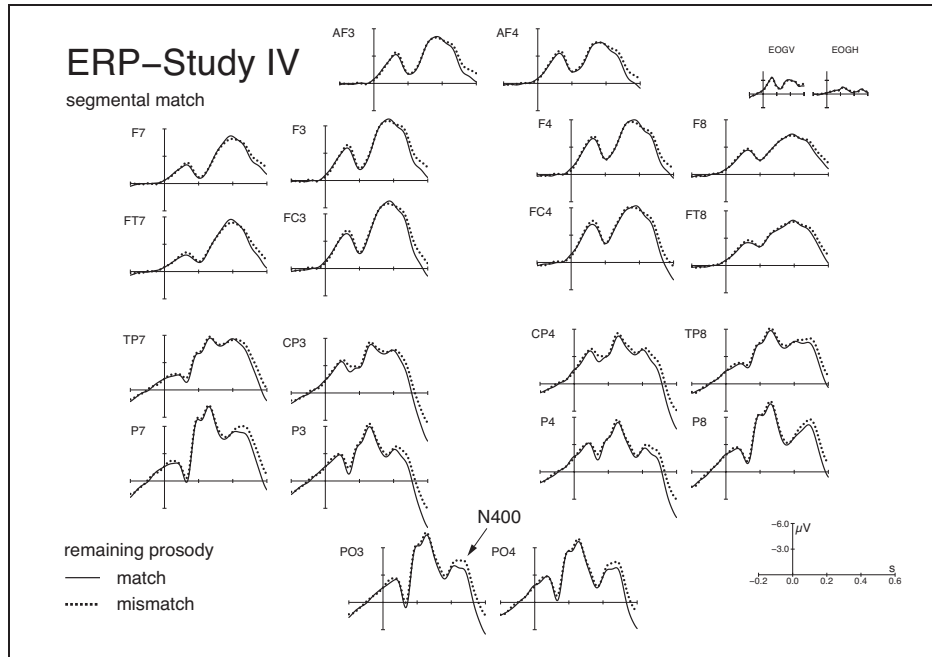 AF3
AF4
EOGV
EOGH
ERP–Study IV
segmental match
F7
F3
F4
F8
FT7
FC3
FC4
FT8
TP7
CP3
CP4
TP8
P7
P3
P4
P8
N400
PO3
PO4
remaining prosody
match
mismatch
−6.0
µV
−3.0
s
−0.2
0.0
0.2
0.4
0.6